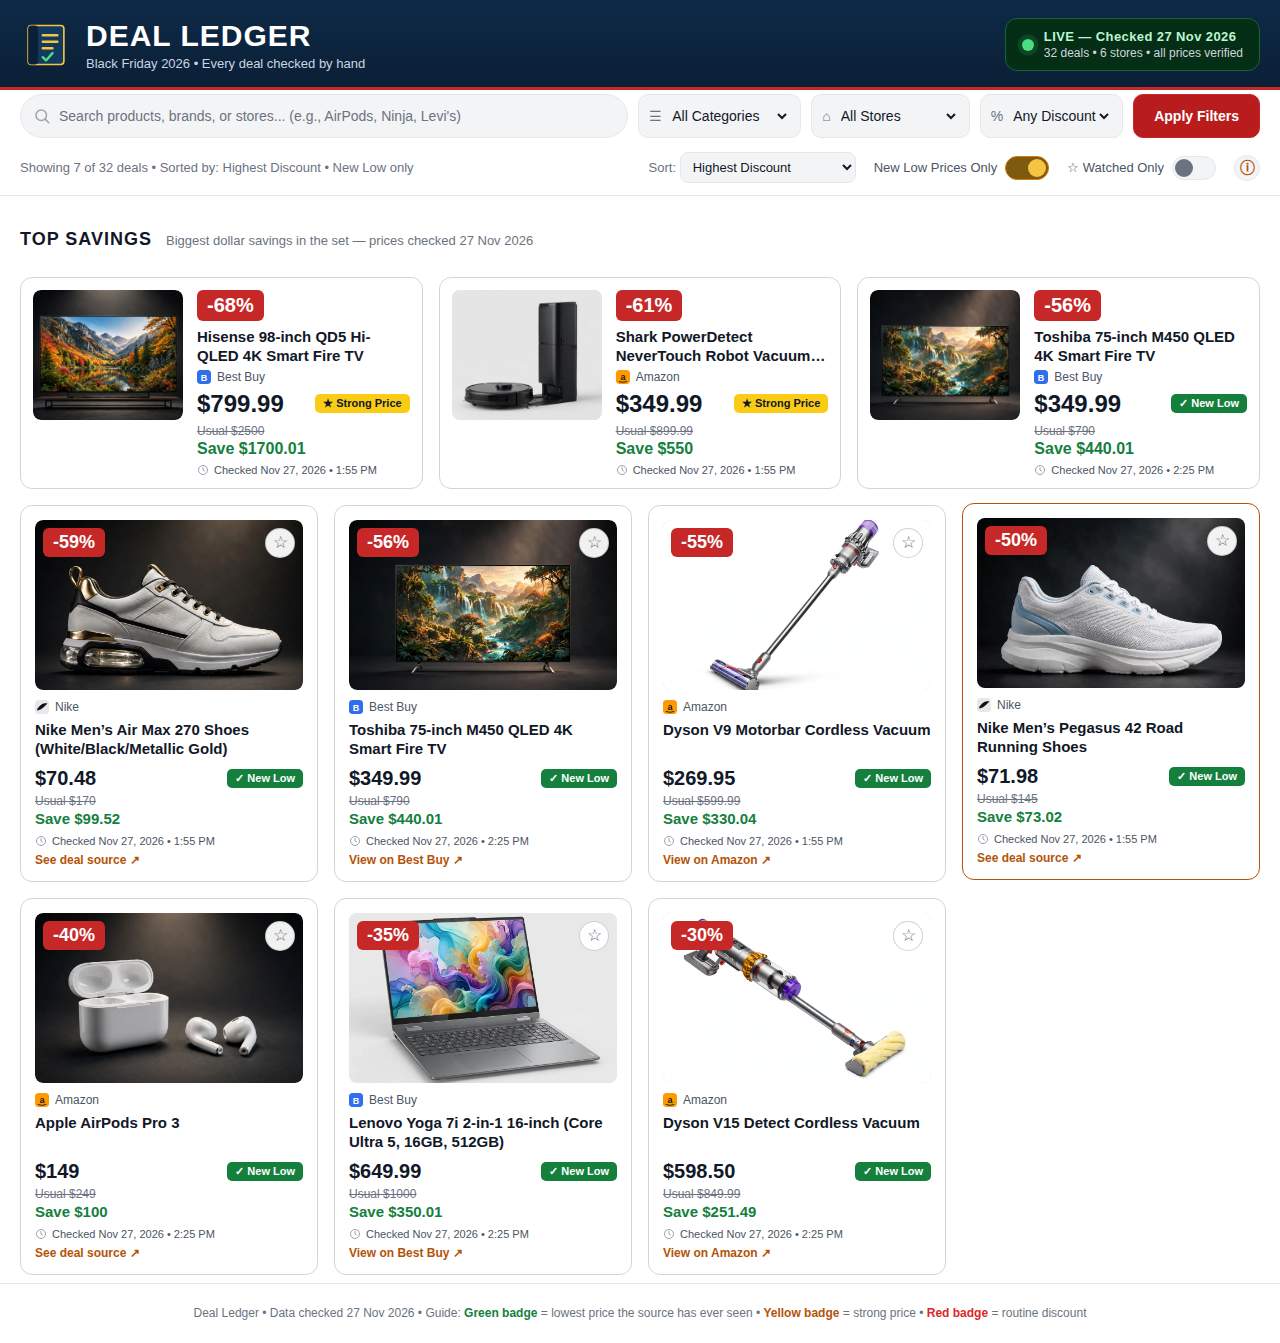 DEAL LEDGER
Black Friday 2026 • Every deal checked by hand
LIVE — Checked 27 Nov 2026
32 deals • 6 stores • all prices verified
Search products, brands, or stores... (e.g., AirPods, Ninja, Levi's)
☰ All Categories
⌂ All Stores
% Any Discount
Apply Filters
Showing 7 of 32 deals • Sorted by: Highest Discount • New Low only
Sort: Highest Discount
New Low Prices Only
☆ Watched Only
ⓘ
TOP SAVINGS
Biggest dollar savings in the set — prices checked 27 Nov 2026
-68%
Hisense 98-inch QD5 Hi-
QLED 4K Smart Fire TV
B Best Buy
$799.99
★ Strong Price
Usual $2500
Save $1700.01
Checked Nov 27, 2026 • 1:55 PM
-61%
Shark PowerDetect
NeverTouch Robot Vacuum…
a Amazon
$349.99
★ Strong Price
Usual $899.99
Save $550
Checked Nov 27, 2026 • 1:55 PM
-56%
Toshiba 75-inch M450 QLED
4K Smart Fire TV
B Best Buy
$349.99
✓ New Low
Usual $790
Save $440.01
Checked Nov 27, 2026 • 2:25 PM
-59%
☆
Nike
Nike Men’s Air Max 270 Shoes
(White/Black/Metallic Gold)
$70.48
✓ New Low
Usual $170
Save $99.52
Checked Nov 27, 2026 • 1:55 PM
See deal source ↗
-56%
☆
B Best Buy
Toshiba 75-inch M450 QLED 4K
Smart Fire TV
$349.99
✓ New Low
Usual $790
Save $440.01
Checked Nov 27, 2026 • 2:25 PM
View on Best Buy ↗
-55%
☆
a Amazon
Dyson V9 Motorbar Cordless Vacuum
$269.95
✓ New Low
Usual $599.99
Save $330.04
Checked Nov 27, 2026 • 1:55 PM
View on Amazon ↗
-50%
☆
Nike
Nike Men’s Pegasus 42 Road
Running Shoes
$71.98
✓ New Low
Usual $145
Save $73.02
Checked Nov 27, 2026 • 1:55 PM
See deal source ↗
-40%
☆
a Amazon
Apple AirPods Pro 3
$149
✓ New Low
Usual $249
Save $100
Checked Nov 27, 2026 • 2:25 PM
See deal source ↗
-35%
☆
B Best Buy
Lenovo Yoga 7i 2-in-1 16-inch (Core
Ultra 5, 16GB, 512GB)
$649.99
✓ New Low
Usual $1000
Save $350.01
Checked Nov 27, 2026 • 2:25 PM
View on Best Buy ↗
-30%
☆
a Amazon
Dyson V15 Detect Cordless Vacuum
$598.50
✓ New Low
Usual $849.99
Save $251.49
Checked Nov 27, 2026 • 2:25 PM
View on Amazon ↗
Deal Ledger • Data checked 27 Nov 2026 • Guide: Green badge = lowest price the source has ever seen • Yellow badge = strong price • Red badge = routine discount